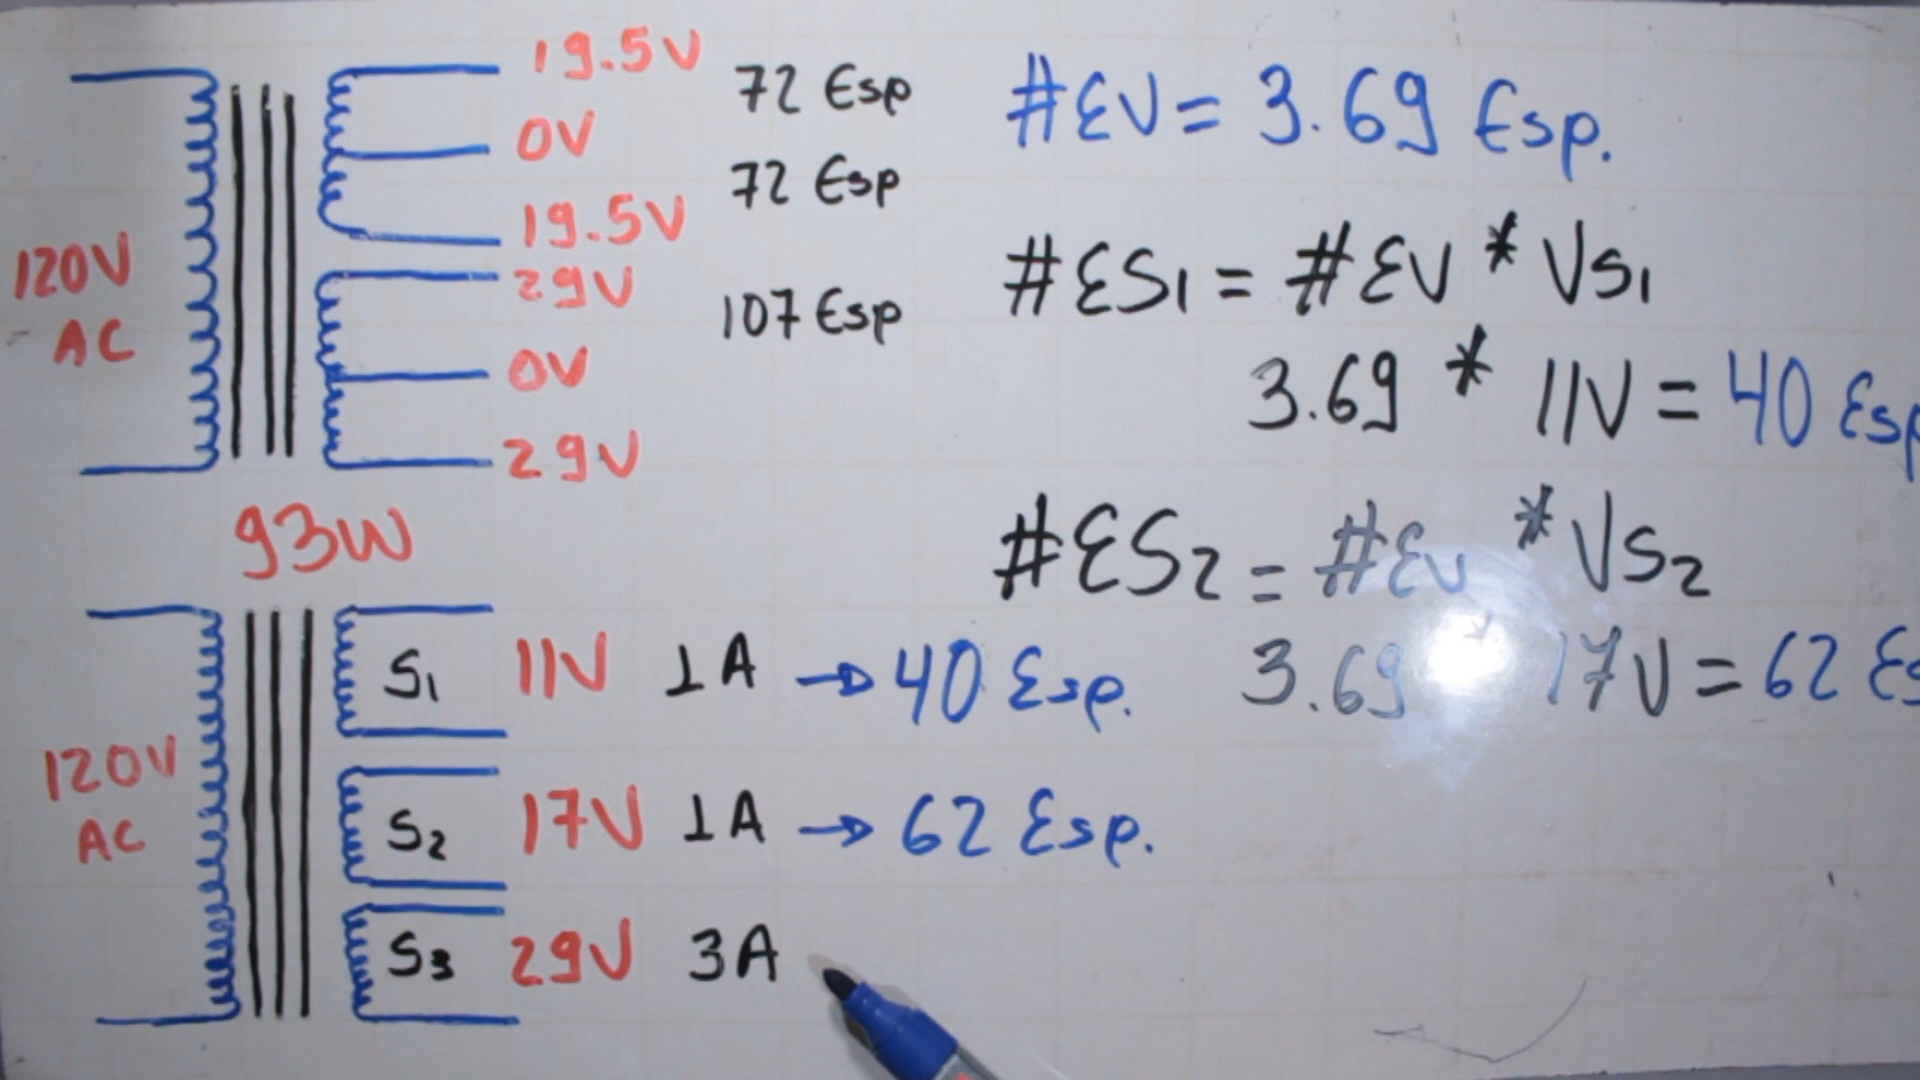 19.5V
72 Esp
0V
72 Esp
19.5V
120V
AC
29V
107 Esp
0V
29V
93W
120V
AC
S1 11V 1A → 40 Esp.
S2 17V 1A → 62 Esp.
S3 29V 3A
#EV = 3.69 Esp.
#ES1 = #EV * VS1
3.69 * 11V = 40 Esp
#ES2 = #EV * VS2
3.69 * 17V = 62 Es